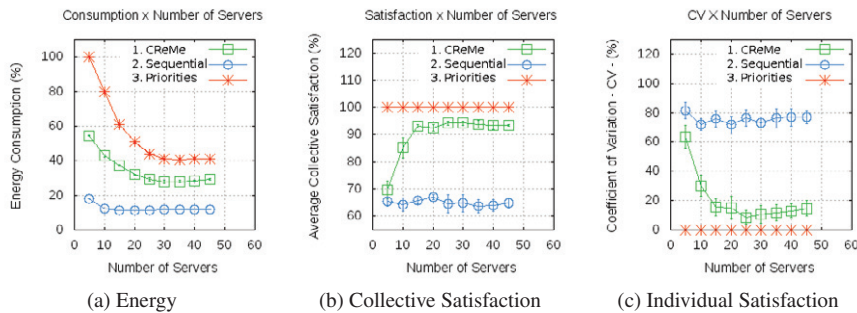 Consumption x Number of Servers
1. CReMe
2. Sequential
3. Priorities
Energy Consumption (%)
100
80
60
40
20
0
0 10 20 30 40 50 60
Number of Servers
(a) Energy
Satisfaction x Number of Servers
1. CReMe
2. Sequential
3. Priorities
Average Collective Satisfaction (%)
120
110
100
90
80
70
60
0 10 20 30 40 50 60
Number of Servers
(b) Collective Satisfaction
CV X Number of Servers
1. CReMe
2. Sequential
3. Priorities
Coefficient of Variation - CV - (%)
120
100
80
60
40
20
0
0 10 20 30 40 50 60
Number of Servers
(c) Individual Satisfaction